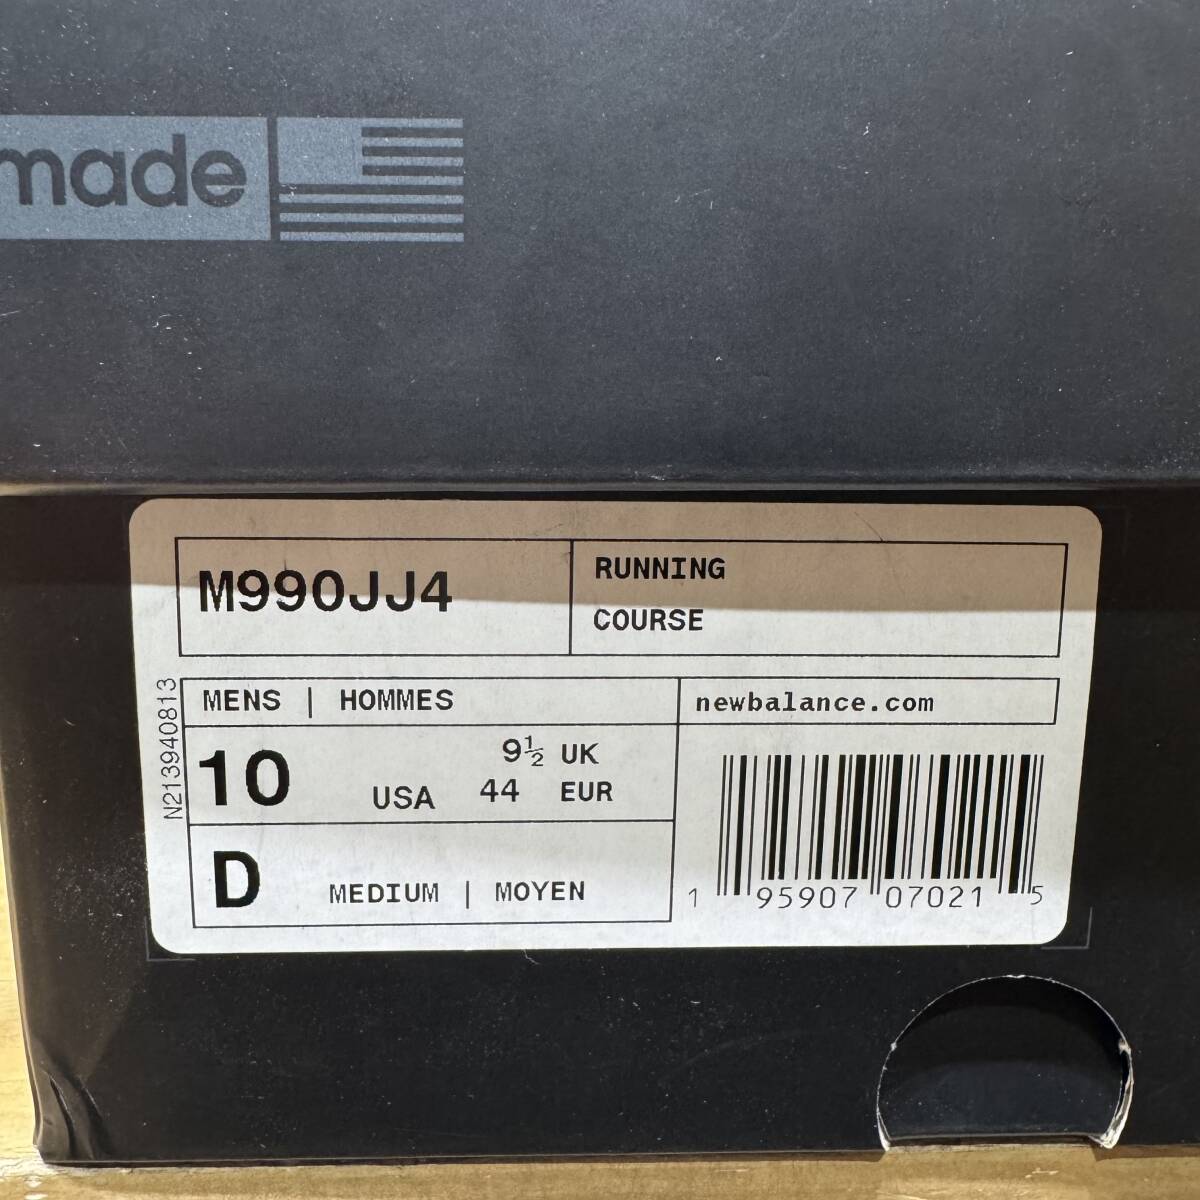 made
M990JJ4
RUNNING
COURSE
MENS | HOMMES
newbalance.com
10 USA
9½ UK
44 EUR
D MEDIUM | MOYEN
N213940813
1 95907 07021 5